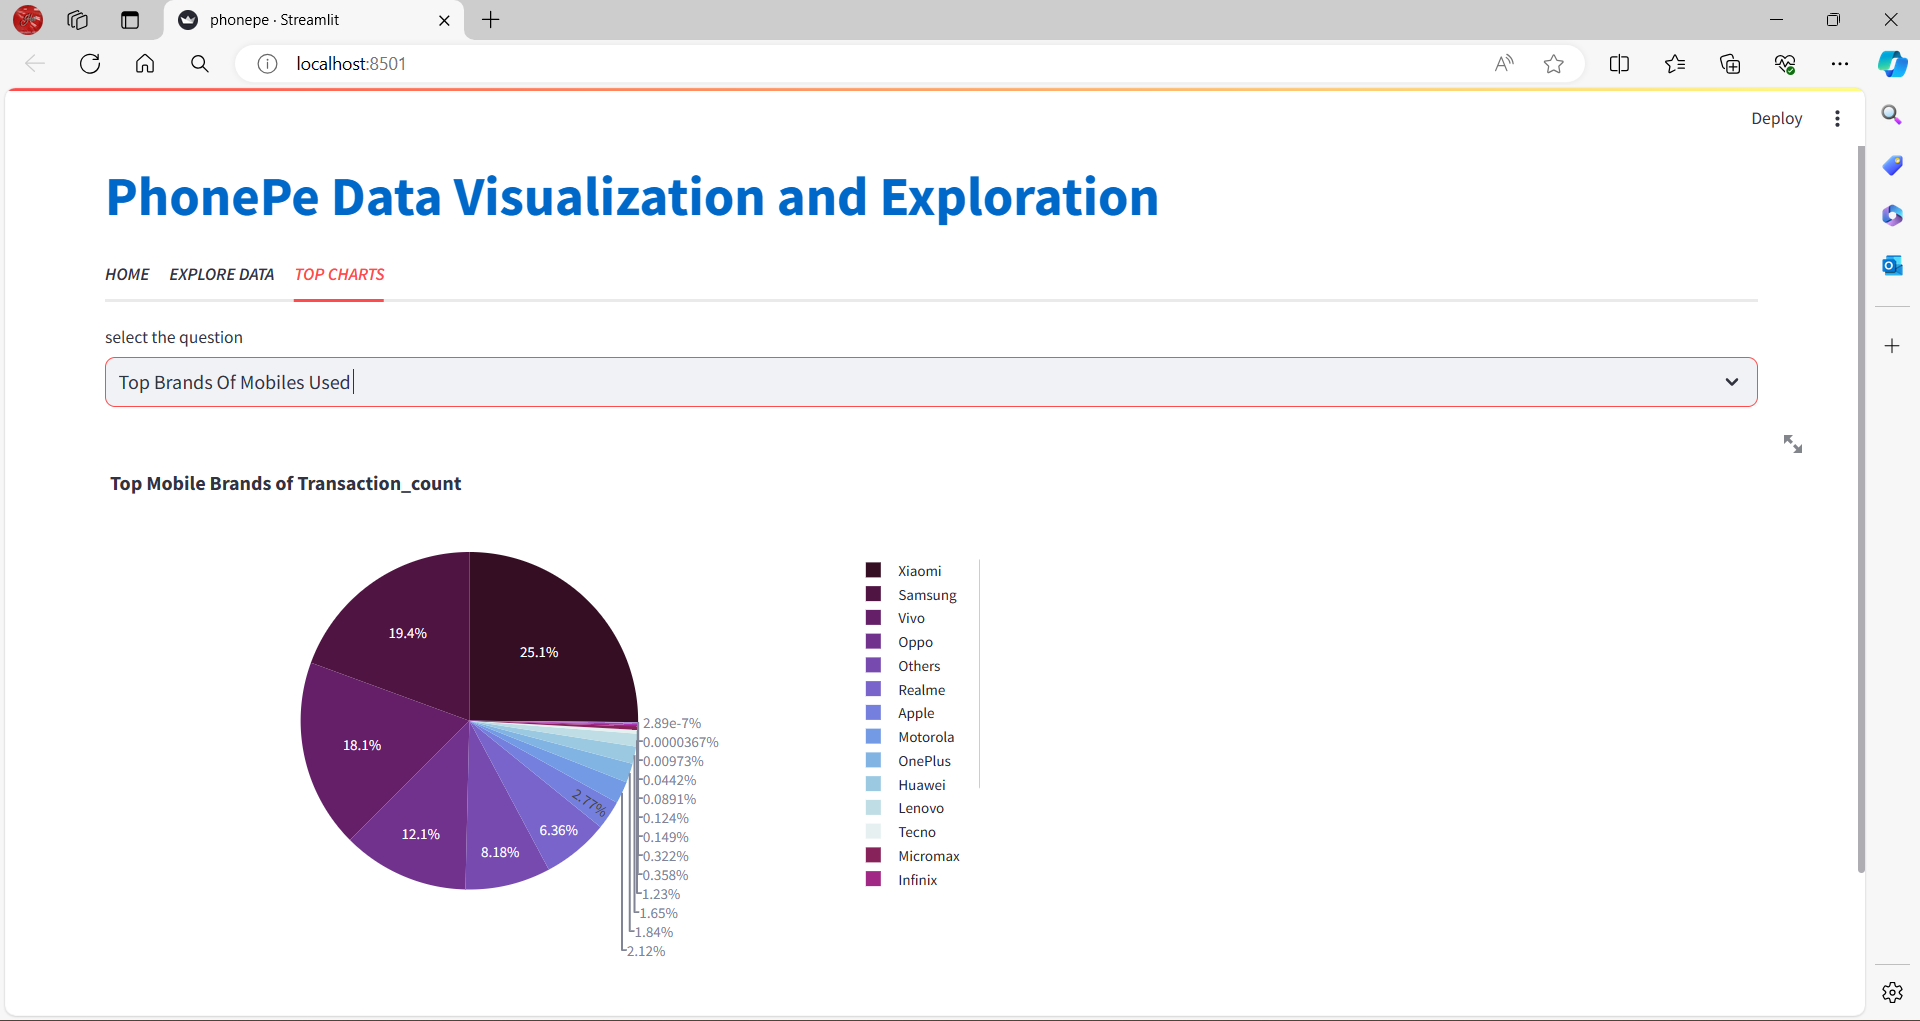 phonepe · Streamlit
localhost:8501
Deploy
PhonePe Data Visualization and Exploration
HOME EXPLORE DATA TOP CHARTS
select the question
Top Brands Of Mobiles Used
Top Mobile Brands of Transaction_count
19.4%
25.1%
18.1%
12.1%
8.18%
6.36%
2.77%
2.89e-7%
0.0000367%
0.00973%
0.0442%
0.0891%
0.124%
0.149%
0.322%
0.358%
1.23%
1.65%
1.84%
2.12%
Xiaomi
Samsung
Vivo
Oppo
Others
Realme
Apple
Motorola
OnePlus
Huawei
Lenovo
Tecno
Micromax
Infinix